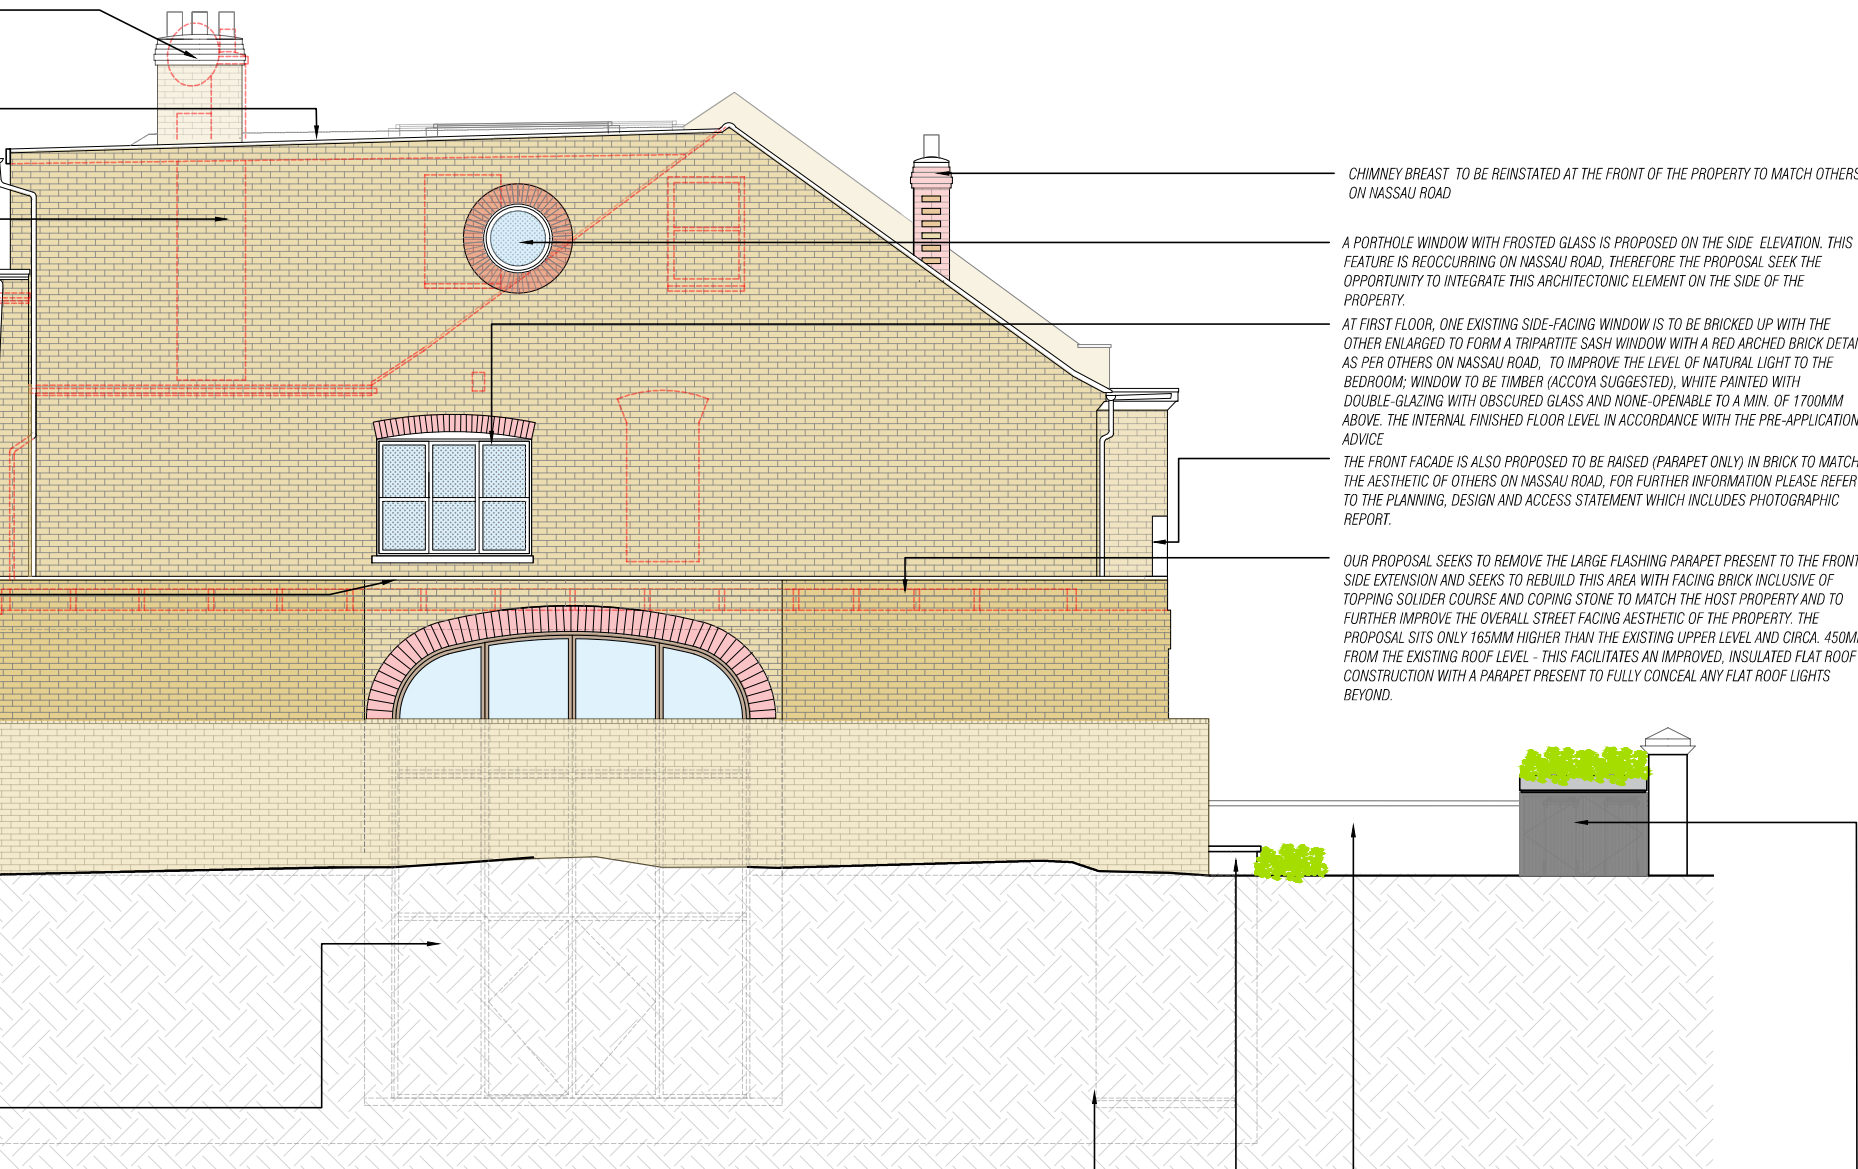 CHIMNEY BREAST TO BE REINSTATED AT THE FRONT OF THE PROPERTY TO MATCH OTHERS
ON NASSAU ROAD
A PORTHOLE WINDOW WITH FROSTED GLASS IS PROPOSED ON THE SIDE ELEVATION. THIS
FEATURE IS REOCCURRING ON NASSAU ROAD, THEREFORE THE PROPOSAL SEEK THE
OPPORTUNITY TO INTEGRATE THIS ARCHITECTONIC ELEMENT ON THE SIDE OF THE
PROPERTY.
AT FIRST FLOOR, ONE EXISTING SIDE-FACING WINDOW IS TO BE BRICKED UP WITH THE
OTHER ENLARGED TO FORM A TRIPARTITE SASH WINDOW WITH A RED ARCHED BRICK DETAI
AS PER OTHERS ON NASSAU ROAD, TO IMPROVE THE LEVEL OF NATURAL LIGHT TO THE
BEDROOM; WINDOW TO BE TIMBER (ACCOYA SUGGESTED), WHITE PAINTED WITH
DOUBLE-GLAZING WITH OBSCURED GLASS AND NONE-OPENABLE TO A MIN. OF 1700MM
ABOVE. THE INTERNAL FINISHED FLOOR LEVEL IN ACCORDANCE WITH THE PRE-APPLICATION
ADVICE
THE FRONT FACADE IS ALSO PROPOSED TO BE RAISED (PARAPET ONLY) IN BRICK TO MATCH
THE AESTHETIC OF OTHERS ON NASSAU ROAD, FOR FURTHER INFORMATION PLEASE REFER
TO THE PLANNING, DESIGN AND ACCESS STATEMENT WHICH INCLUDES PHOTOGRAPHIC
REPORT.
OUR PROPOSAL SEEKS TO REMOVE THE LARGE FLASHING PARAPET PRESENT TO THE FRONT
SIDE EXTENSION AND SEEKS TO REBUILD THIS AREA WITH FACING BRICK INCLUSIVE OF
TOPPING SOLIDER COURSE AND COPING STONE TO MATCH THE HOST PROPERTY AND TO
FURTHER IMPROVE THE OVERALL STREET FACING AESTHETIC OF THE PROPERTY. THE
PROPOSAL SITS ONLY 165MM HIGHER THAN THE EXISTING UPPER LEVEL AND CIRCA. 450M
FROM THE EXISTING ROOF LEVEL - THIS FACILITATES AN IMPROVED, INSULATED FLAT ROOF
CONSTRUCTION WITH A PARAPET PRESENT TO FULLY CONCEAL ANY FLAT ROOF LIGHTS
BEYOND.